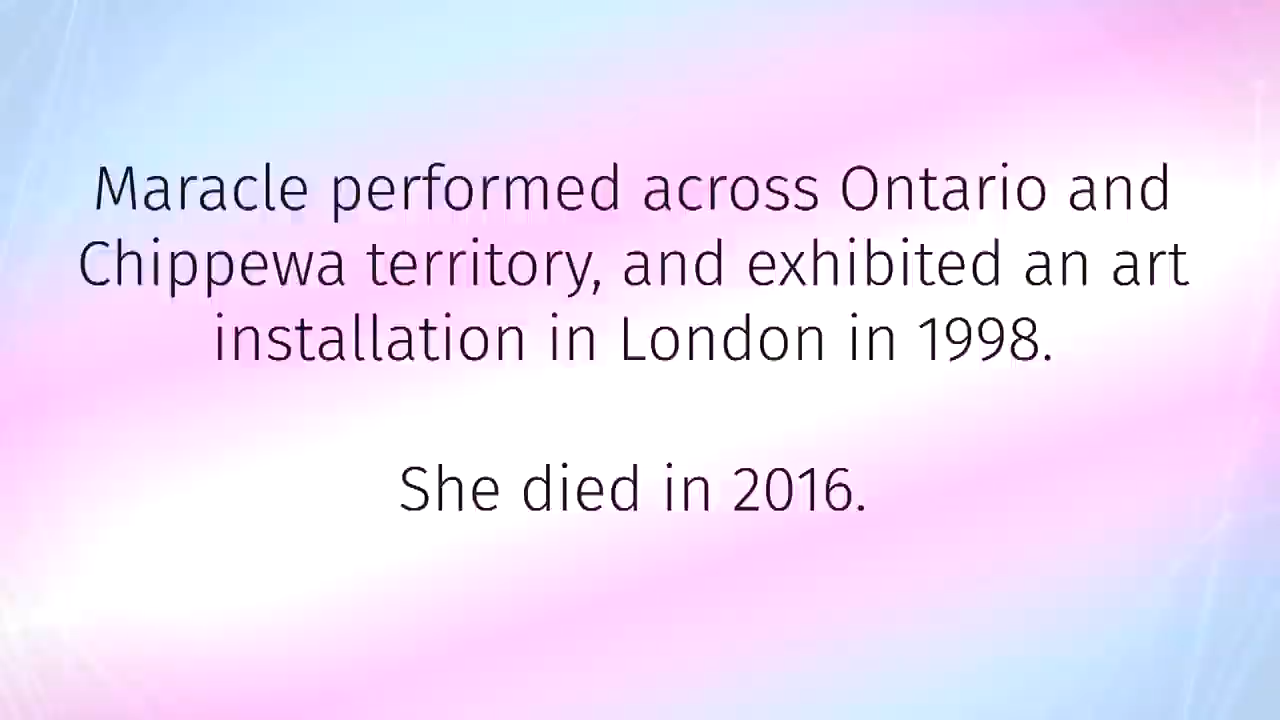 Maracle performed across Ontario and
Chippewa territory, and exhibited an art
installation in London in 1998.
She died in 2016.